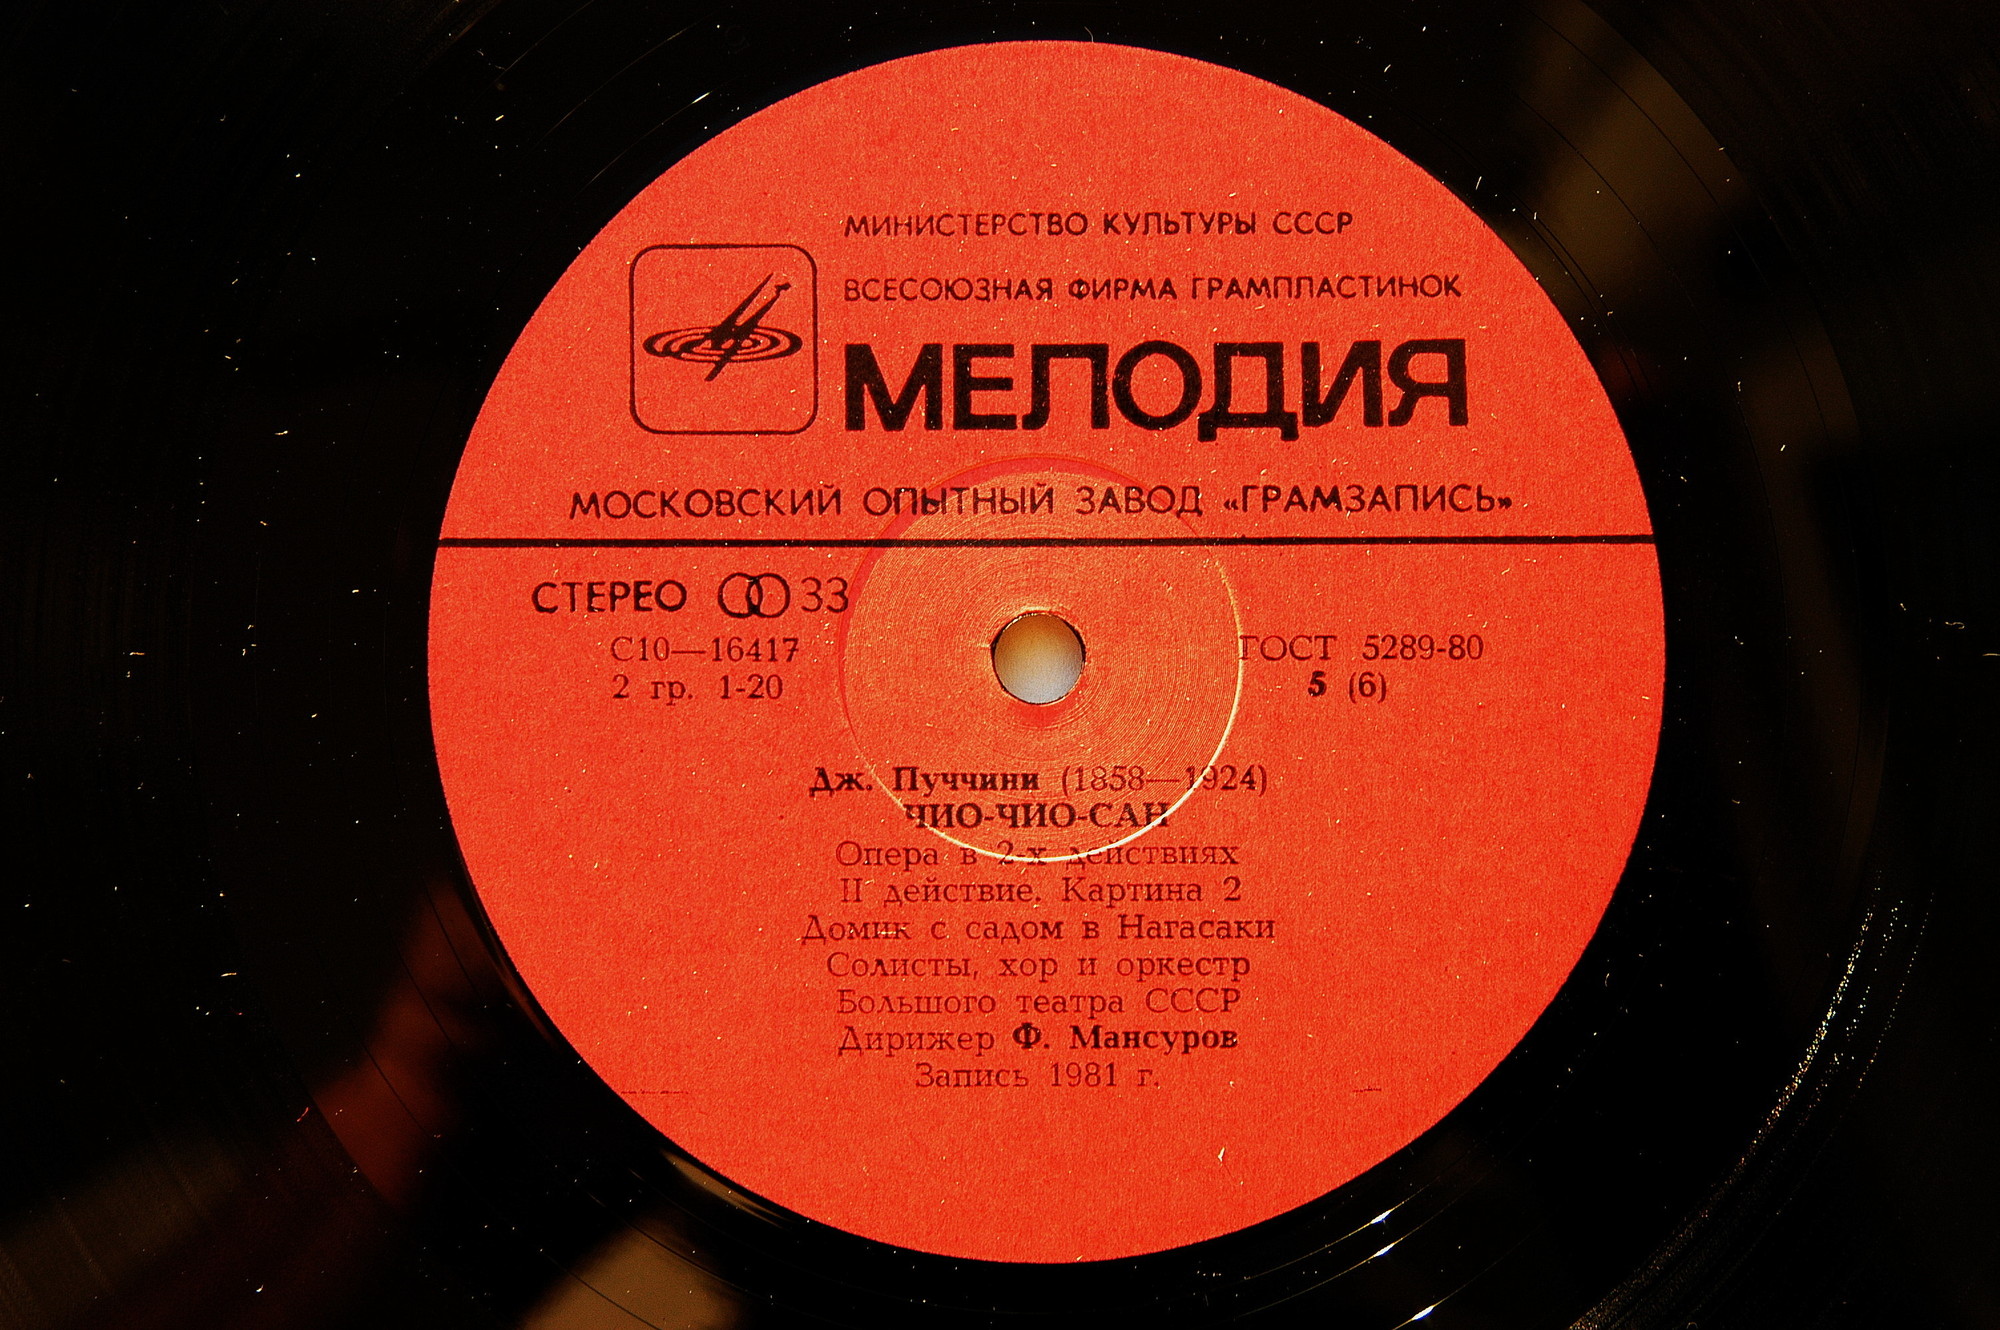 МИНИСТЕРСТВО КУЛЬТУРЫ СССР
ВСЕСОЮЗНАЯ ФИРМА ГРАМПЛАСТИНОК
МЕЛОДИЯ
МОСКОВСКИЙ ОПЫТНЫЙ ЗАВОД «ГРАМЗАПИСЬ»
СТЕРЕО 33
С10—16417 ГОСТ 5289-80
2 гр. 1-20 5 (6)
Дж. Пуччини (1858—1924)
ЧИО-ЧИО-САН
Опера в 2-х действиях
II действие. Картина 2
Домик с садом в Нагасаки
Солисты, хор и оркестр
Большого театра СССР
Дирижер Ф. Мансуров
Запись 1981 г.